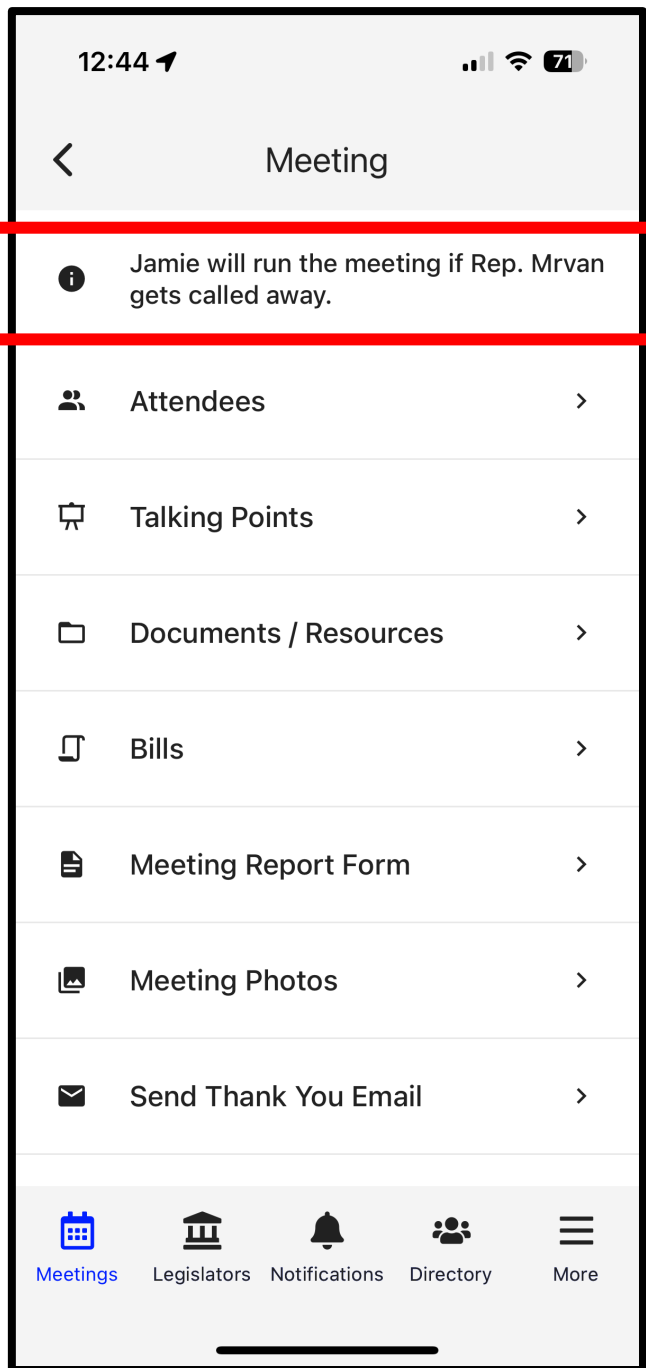 12:44
71
Meeting
Jamie will run the meeting if Rep. Mrvan
gets called away.
Attendees
Talking Points
Documents / Resources
Bills
Meeting Report Form
Meeting Photos
Send Thank You Email
Meetings Legislators Notifications Directory More